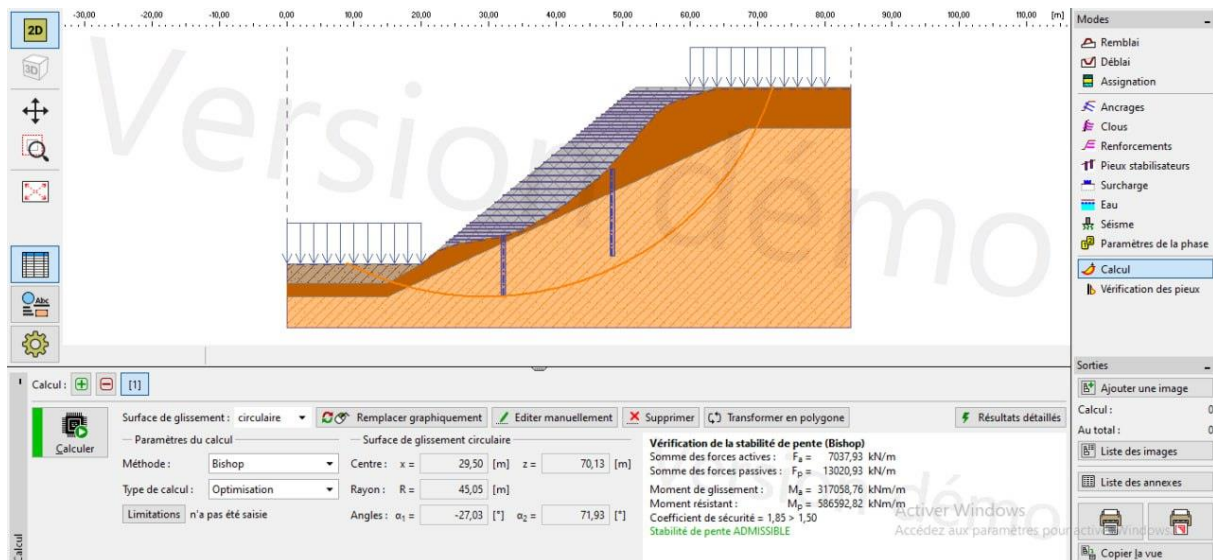 2D
-30,00 -20,00 -10,00 0,00 10,00 20,00 30,00 40,00 50,00 60,00 70,00 80,00 90,00 100,00 110,00 [m]
3D
Abc
Version démo
Modes
Remblai
Déblai
Assignation
Ancrages
Clous
Renforcements
Pieux stabilisateurs
Surcharge
Eau
Séisme
Paramètres de la phase
Calcul
Vérification des pieux
Sorties
Ajouter une image
Calcul : 0
Au total : 0
Liste des images
Liste des annexes
Copier la vue
Calcul : [1]
Calculer
Surface de glissement : circulaire Remplacer graphiquement Editer manuellement Supprimer Transformer en polygone Résultats détaillés
Paramètres du calcul
Méthode : Bishop
Type de calcul : Optimisation
Limitations n'a pas été saisie
Surface de glissement circulaire
Centre : x = 29,50 [m] z = 70,13 [m]
Rayon : R = 45,05 [m]
Angles : α1 = -27,03 [°] α2 = 71,93 [°]
Vérification de la stabilité de pente (Bishop)
Somme des forces actives : Fa = 7037,93 kN/m
Somme des forces passives : Fp = 13020,93 kN/m
Moment de glissement : Ma = 317058,76 kNm/m
Moment résistant : Mp = 586592,82 kNm/m
Coefficient de sécurité = 1,85 > 1,50
Stabilité de pente ADMISSIBLE
Activer Windows
Accédez aux paramètres pour activer Windows.
Calcul
version démo